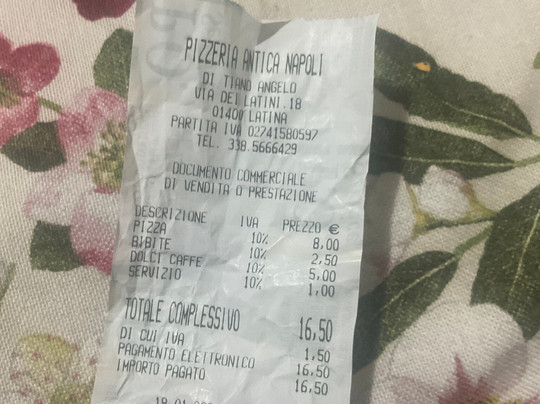 PIZZERIA ANTICA NAPOLI
DI TIANO ANGELO
VIA DEI LATINI.18
01400 LATINA
PARTITA IVA 02741580597
TEL. 338.5666429
DOCUMENTO COMMERCIALE
DI VENDITA O PRESTAZIONE
DESCRIZIONE IVA PREZZO €
PIZZA 10% 8,00
BIBITE 10% 2,50
DOLCI CAFFE 10% 5,00
SERVIZIO 10% 1,00
TOTALE COMPLESSIVO 16,50
DI CUI IVA 1,50
PAGAMENTO ELETTRONICO 16,50
IMPORTO PAGATO 16,50